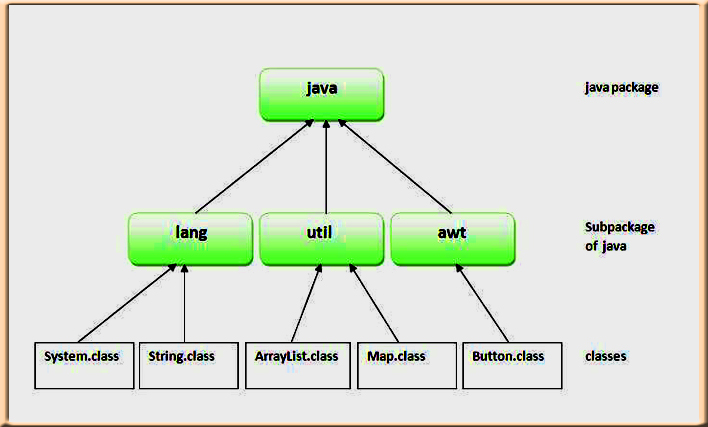 java
java package
lang
util
awt
Subpackage
of java
System.class
String.class
ArrayList.class
Map.class
Button.class
classes